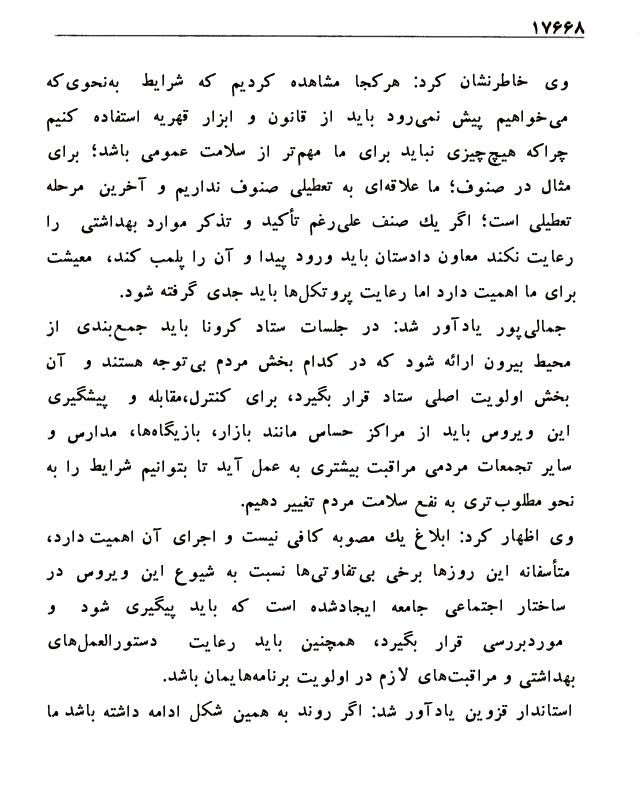 ۱۷۶۶۸
وی خاطرنشان کرد: هرکجا مشاهده کردیم که شرایط به‌نحوی‌که
می‌خواهیم پیش نمی‌رود باید از قانون و ابزار قهریه استفاده کنیم
چراکه هیچ‌چیزی نباید برای ما مهم‌تر از سلامت عمومی باشد؛ برای
مثال در صنوف؛ ما علاقه‌ای به تعطیلی صنوف نداریم و آخرین مرحله
تعطیلی است؛ اگر یك صنف علی‌رغم تأکید و تذکر موارد بهداشتی را
رعایت نکند معاون دادستان باید ورود پیدا و آن را پلمب کند، معیشت
برای ما اهمیت دارد اما رعایت پروتکل‌ها باید جدی گرفته شود.
جمالی‌پور یادآور شد: در جلسات ستاد کرونا باید جمع‌بندی از
محیط بیرون ارائه شود که در کدام بخش مردم بی‌توجه هستند و آن
بخش اولویت اصلی ستاد قرار بگیرد، برای کنترل،مقابله و پیشگیری
این ویروس باید از مراکز حساس مانند بازار، بازیگاه‌ها، مدارس و
سایر تجمعات مردمی مراقبت بیشتری به عمل آید تا بتوانیم شرایط را به
نحو مطلوب‌تری به نفع سلامت مردم تغییر دهیم.
وی اظهار کرد: ابلاغ یك مصوبه کافی نیست و اجرای آن اهمیت دارد،
متأسفانه این روزها برخی بی‌تفاوتی‌ها نسبت به شیوع این ویروس در
ساختار اجتماعی جامعه ایجادشده است که باید پیگیری شود و
موردبررسی قرار بگیرد، همچنین باید رعایت دستورالعمل‌های
بهداشتی و مراقبت‌های لازم در اولویت برنامه‌هایمان باشد.
استاندار قزوین یادآور شد: اگر روند به همین شکل ادامه داشته باشد ما